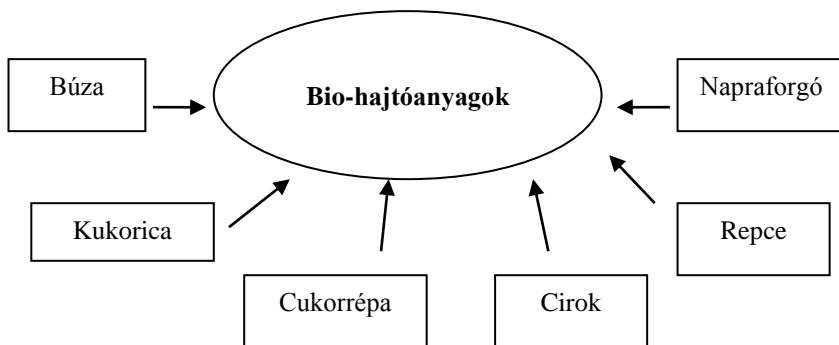 Búza
Bio-hajtóanyagok
Napraforgó
Kukorica
Repce
Cukorrépa
Cirok